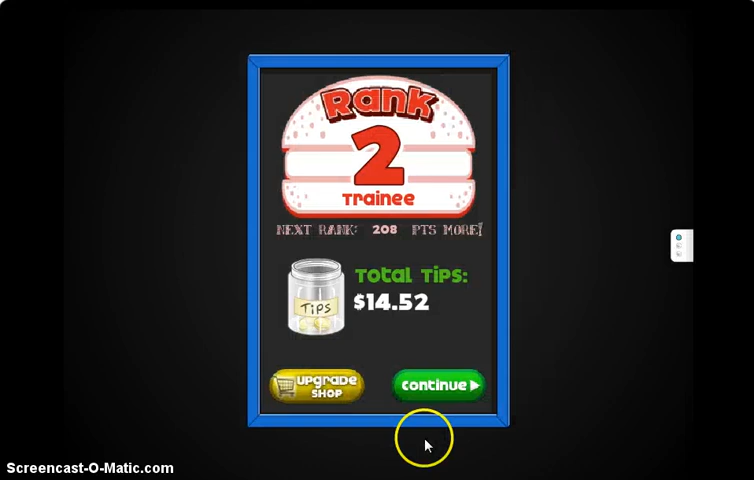 Rank
2
Trainee
NEXT RANK: 208 PTS MORE!
Total Tips:
$14.52
TIPS
UPGRADE
SHOP
Continue
Screencast-O-Matic.com